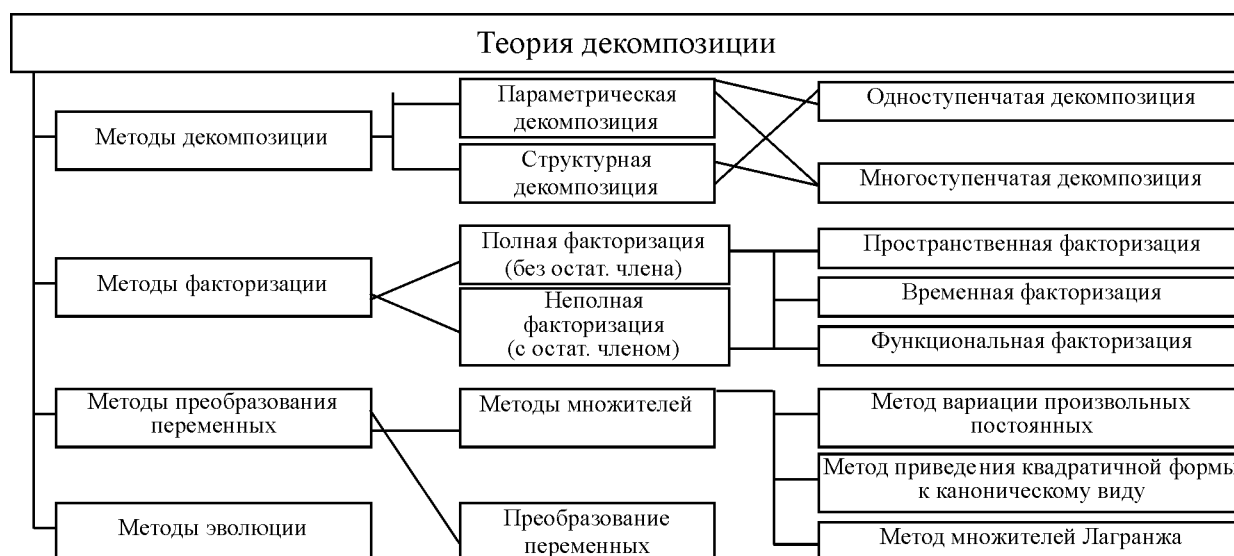 Теория декомпозиции
Методы декомпозиции
Параметрическая
декомпозиция
Структурная
декомпозиция
Одноступенчатая декомпозиция
Многоступенчатая декомпозиция
Методы факторизации
Полная факторизация
(без остат. члена)
Неполная
факторизация
(с остат. членом)
Пространственная факторизация
Временная факторизация
Функциональная факторизация
Методы преобразования
переменных
Методы множителей
Преобразование
переменных
Метод вариации произвольных
постоянных
Метод приведения квадратичной формы
к каноническому виду
Метод множителей Лагранжа
Методы эволюции